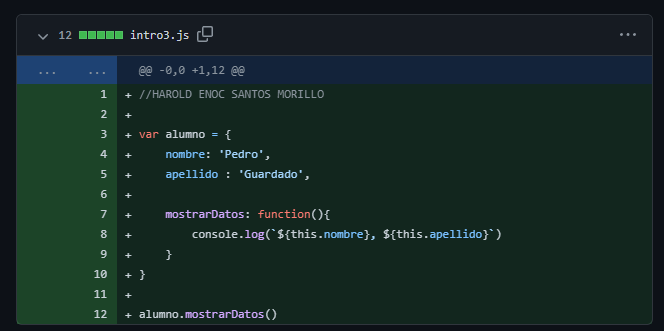 12 intro3.js
... ... @@ -0,0 +1,12 @@
1 + //HAROLD ENOC SANTOS MORILLO
2 +
3 + var alumno = {
4 +     nombre: 'Pedro',
5 +     apellido : 'Guardado',
6 +
7 +     mostrarDatos: function(){
8 +         console.log(`${this.nombre}, ${this.apellido}`)
9 +     }
10 + }
11 +
12 + alumno.mostrarDatos()